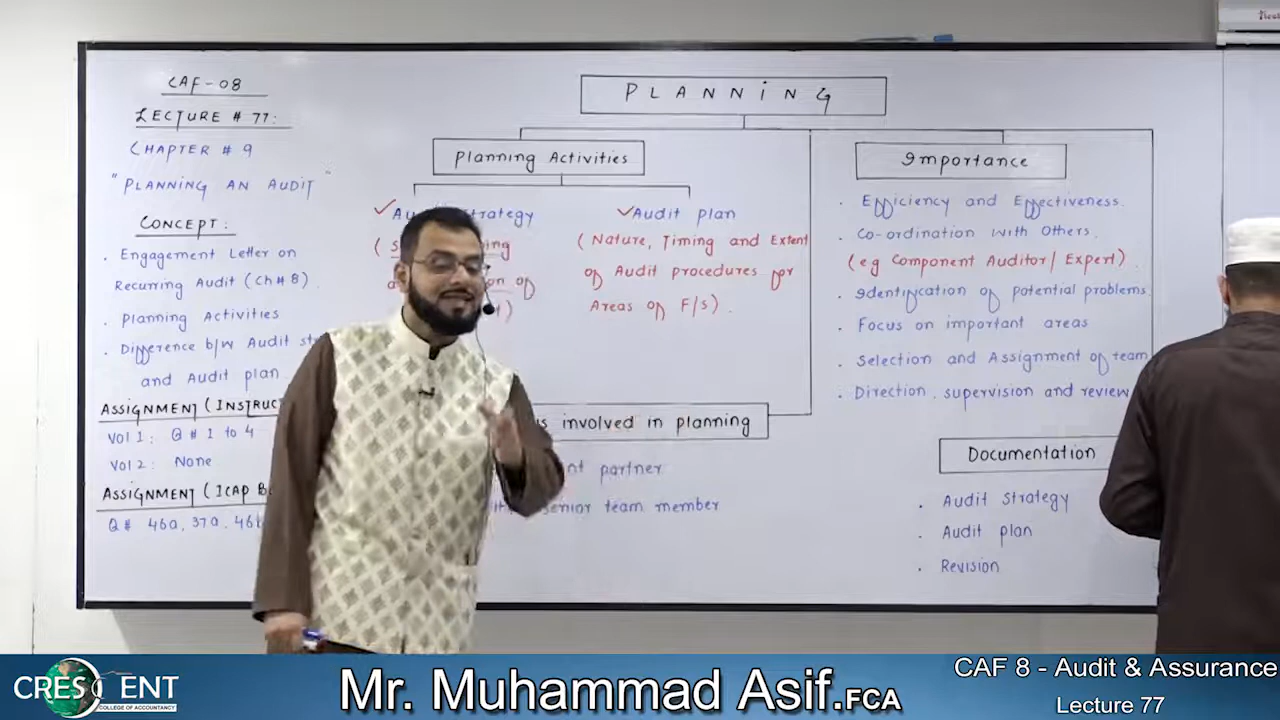 CAF-08
LECTURE # 77:
CHAPTER # 9
"PLANNING AN AUDIT"
CONCEPT:
. Engagement Letter on
Recurring Audit (Ch# 8).
. Planning Activities
. Difference b/w Audit
and Audit plan
ASSIGNMENT (
Vol 1: Q # 1 to 4
Vol 2: None
ASSIGNMENT (ICAP
Q # 46a, 37a,
PLANNING
Planning Activities
✓ trategy
✓Audit plan
(Nature, Timing and Extent
of Audit procedures for
Areas of F/S).
involved in planning
partner
senior team member
Importance
. Efficiency and Effectiveness.
. Co-ordination with Others.
(eg Component Auditor/ Expert).
. Identification of potential problems.
. Focus on important areas
. Selection and Assignment of team
. Direction, supervision and review
Documentation
. Audit Strategy
. Audit plan
. Revision
CRESCENT
COLLEGE OF ACCOUNTANCY
Mr. Muhammad Asif.FCA
CAF 8 - Audit & Assurance
Lecture 77